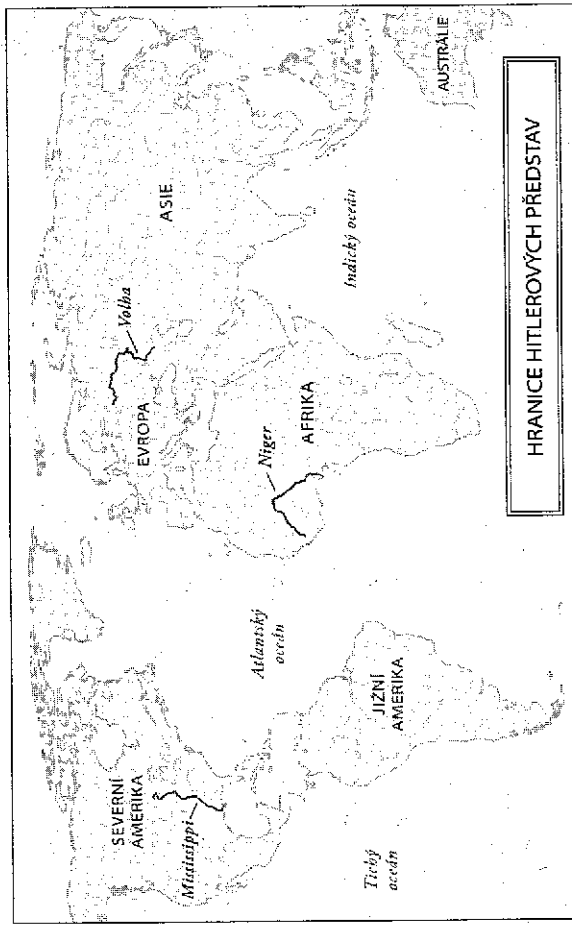 SEVERNÍ
AMERIKA
Mississippi
Tichý
oceán
Atlantský
oceán
JIŽNÍ
AMERIKA
EVROPA
Volha
Niger
AFRIKA
ASIE
Indický oceán
AUSTRÁLIE
HRANICE HITLEROVÝCH PŘEDSTAV